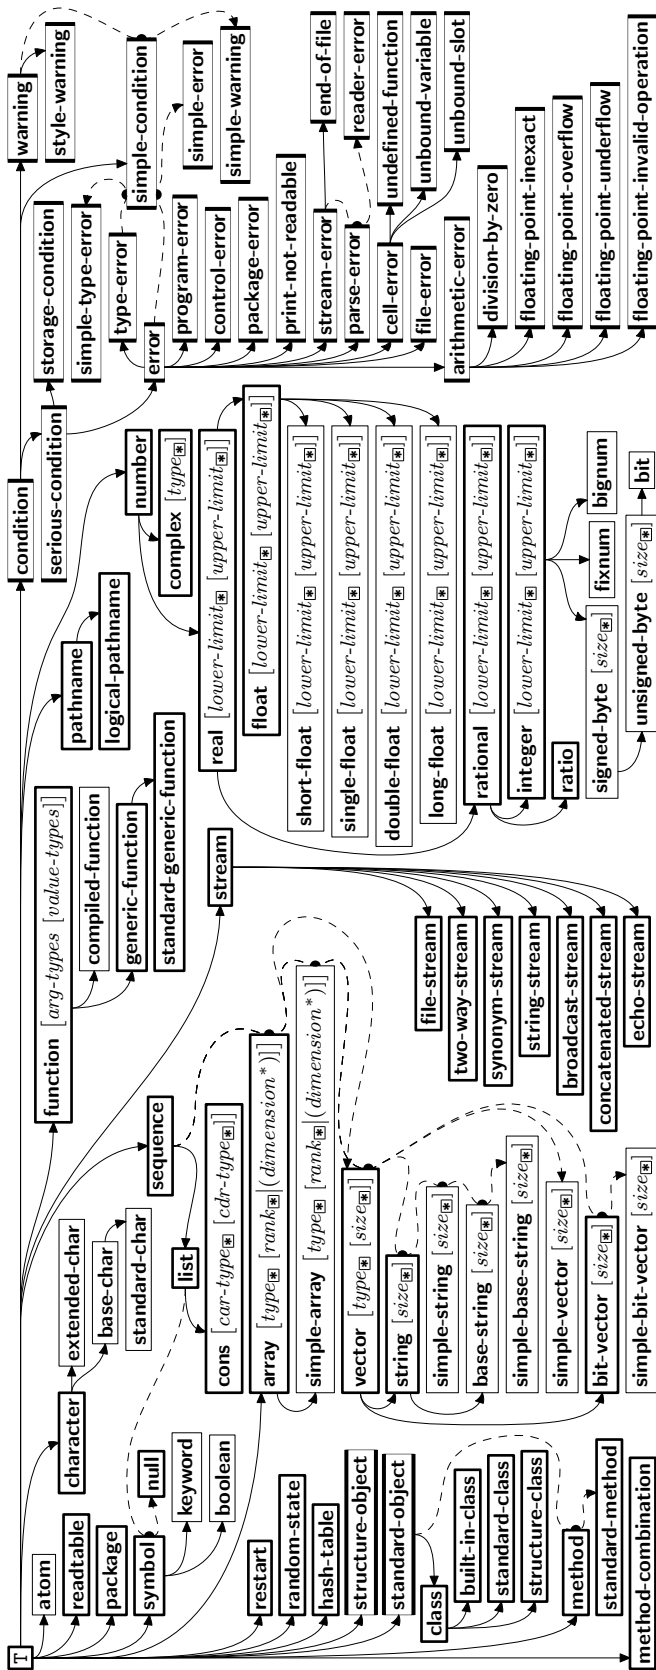 T
atom
readtable
package
symbol
null
keyword
boolean
restart
random-state
hash-table
structure-object
standard-object
class
built-in-class
standard-class
structure-class
method
standard-method
method-combination
character
extended-char
base-char
standard-char
sequence
list
cons [car-type* [cdr-type*]]
array [type* [rank*|(dimension*)]]
simple-array [type* [rank*|(dimension*)]]
vector [type* [size*]]
string [size*]
simple-string [size*]
base-string [size*]
simple-base-string [size*]
simple-vector [size*]
bit-vector [size*]
simple-bit-vector [size*]
function [arg-types [value-types]]
compiled-function
generic-function
standard-generic-function
stream
file-stream
two-way-stream
synonym-stream
string-stream
broadcast-stream
concatenated-stream
echo-stream
pathname
logical-pathname
number
complex [type*]
real [lower-limit* [upper-limit*]]
float [lower-limit* [upper-limit*]]
short-float [lower-limit* [upper-limit*]]
single-float [lower-limit* [upper-limit*]]
double-float [lower-limit* [upper-limit*]]
long-float [lower-limit* [upper-limit*]]
rational [lower-limit* [upper-limit*]]
integer [lower-limit* [upper-limit*]]
ratio
signed-byte [size*]
fixnum
bignum
unsigned-byte [size*]
bit
condition
serious-condition
storage-condition
simple-type-error
type-error
error
program-error
control-error
package-error
print-not-readable
stream-error
end-of-file
parse-error
reader-error
cell-error
undefined-function
unbound-variable
unbound-slot
file-error
arithmetic-error
division-by-zero
floating-point-inexact
floating-point-overflow
floating-point-underflow
floating-point-invalid-operation
warning
style-warning
simple-condition
simple-error
simple-warning